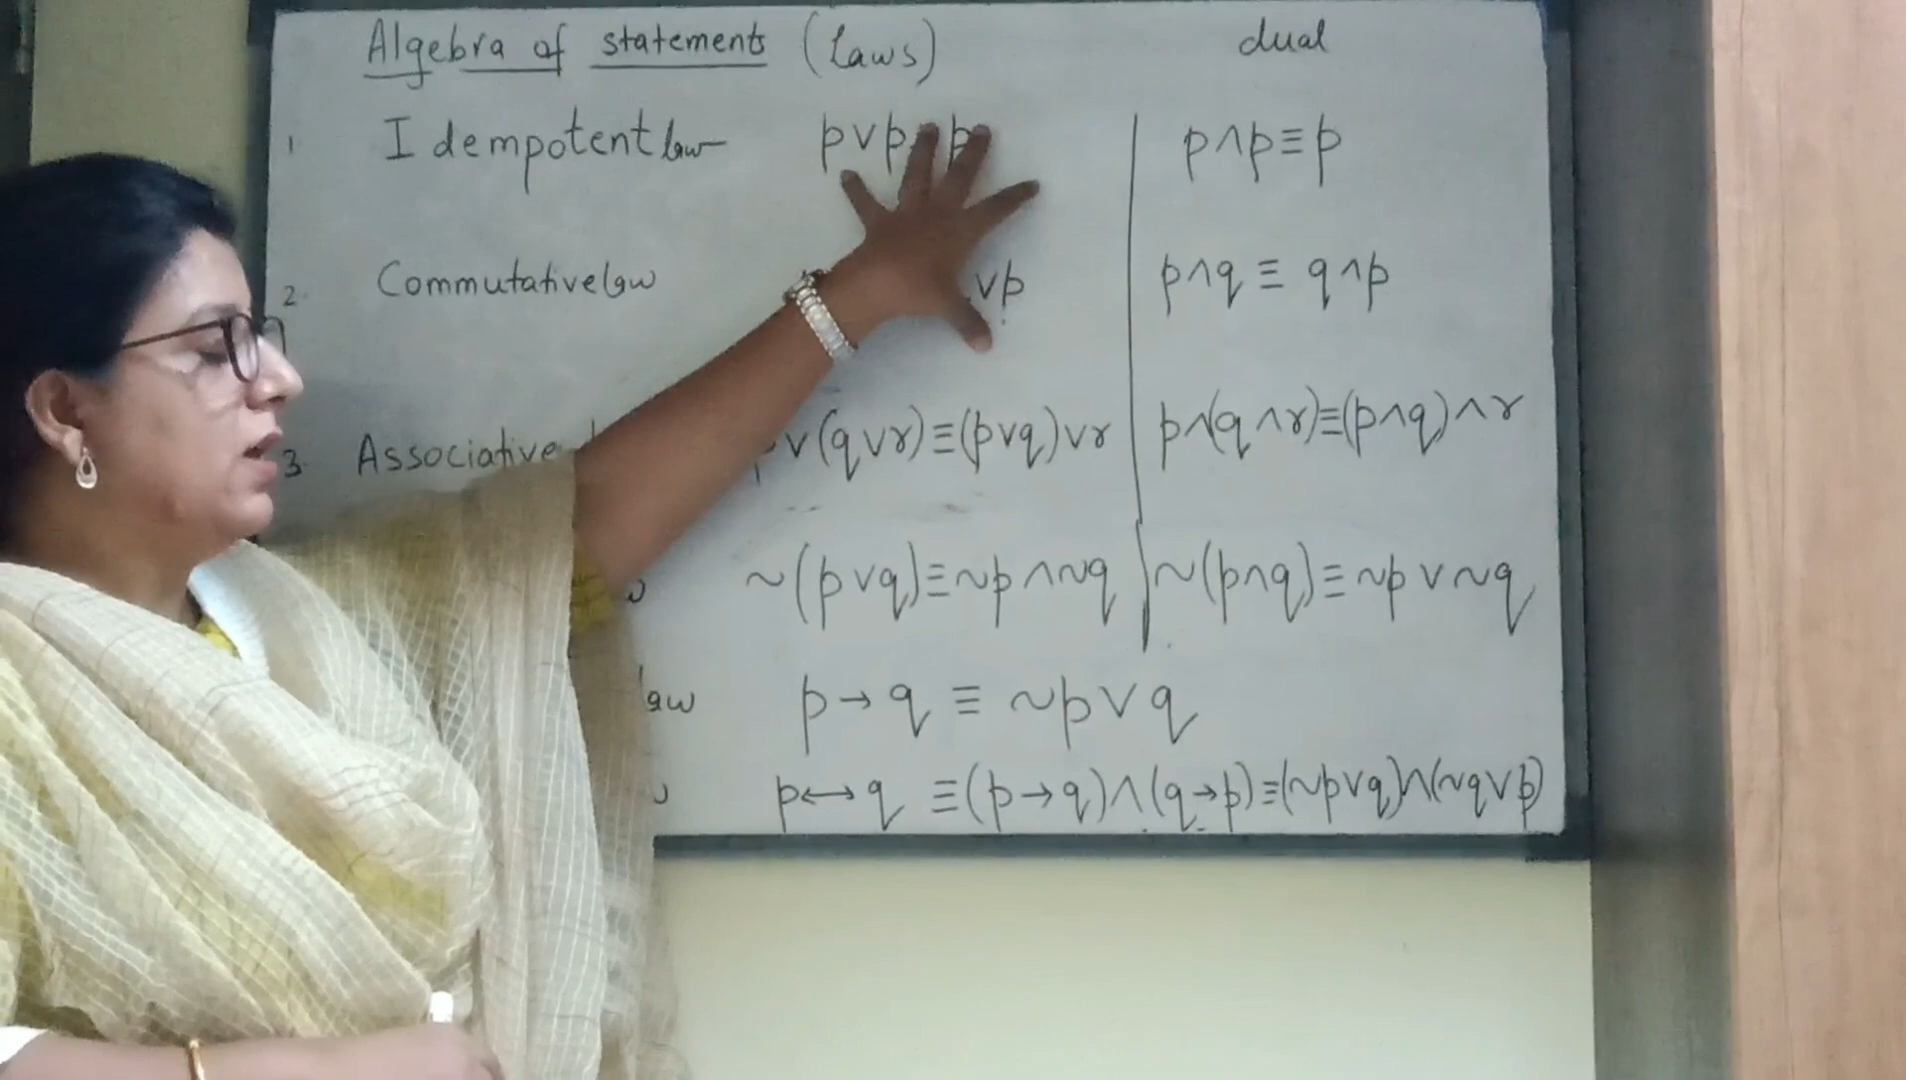 Algebra of statements (Laws) dual
1 Idempotent law p∨p p p∧p≡p
2. Commutative law ∨p p∧q ≡ q∧p
3. Associative ∨(q∨r)≡(p∨q)∨r p∧(q∧r)≡(p∧q)∧r
~(p∨q)≡~p∧~q ~(p∧q)≡~p∨~q
law p→q ≡ ~p∨q
p↔q ≡(p→q)∧(q→p)≡(~p∨q)∧(~q∨p)